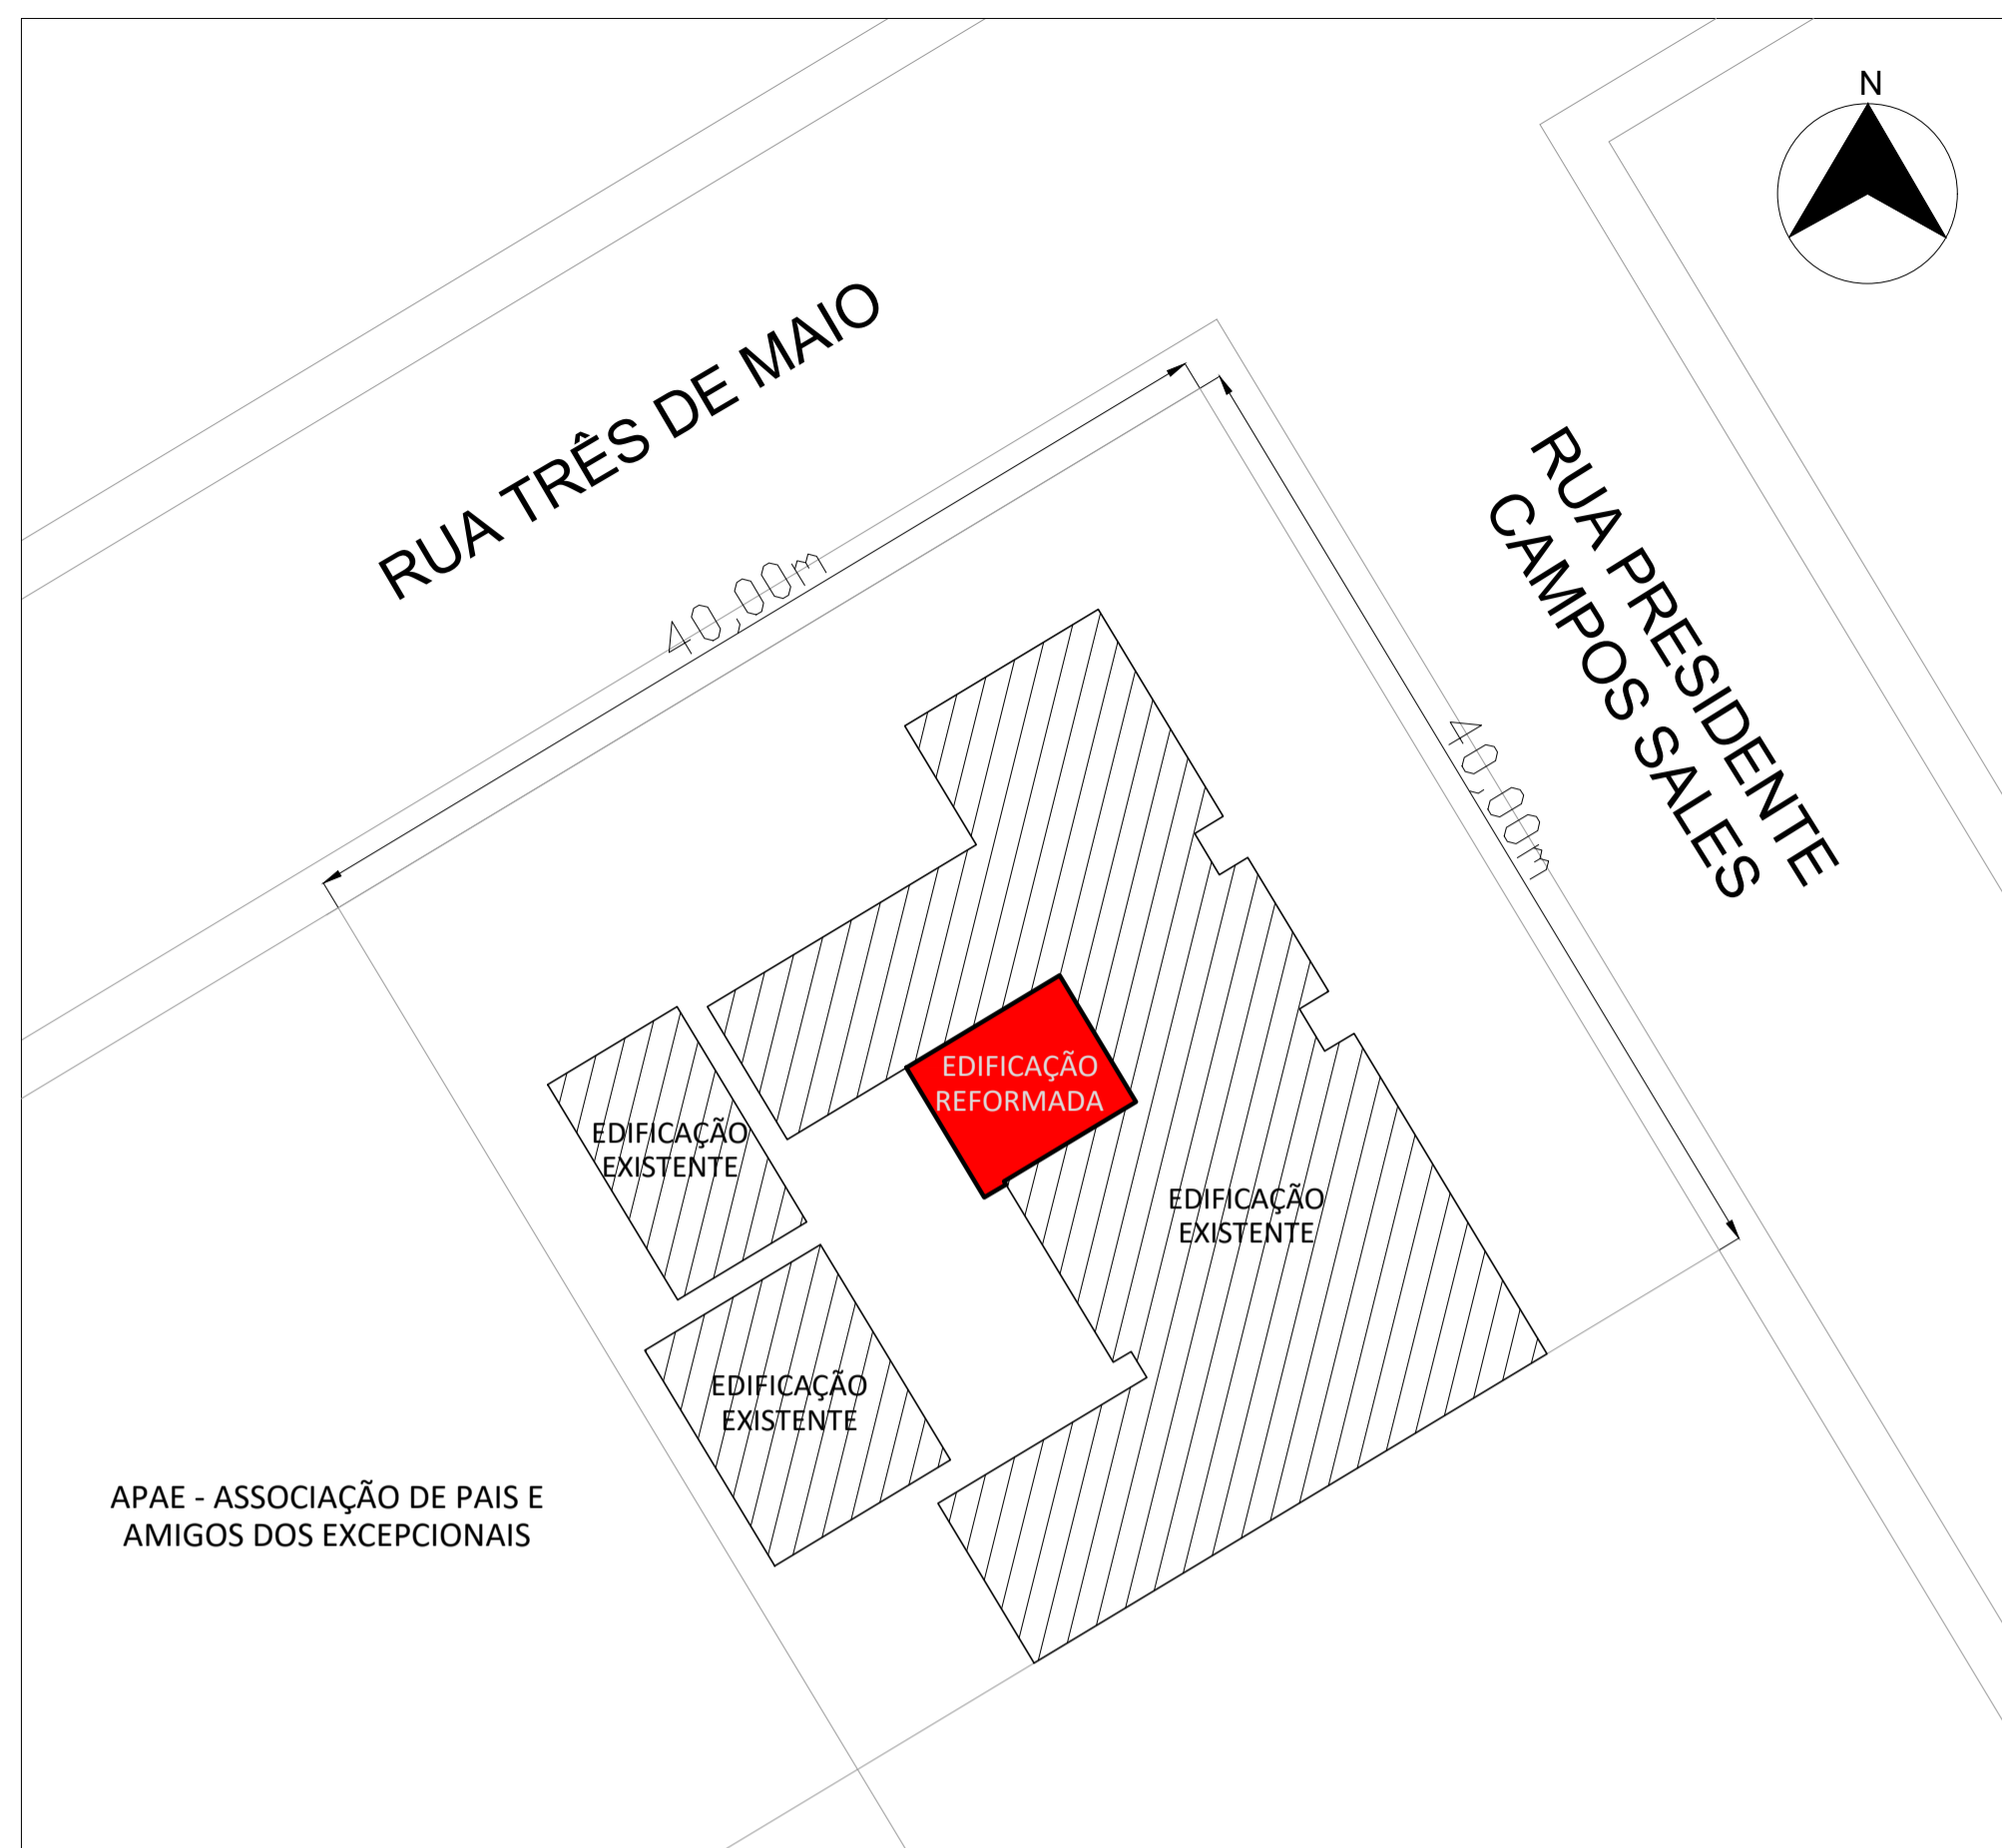 N
RUA TRÊS DE MAIO
RUA PRESIDENTE
CAMPOS SALES
40,00m
40,00m
EDIFICAÇÃO
REFORMADA
EDIFICAÇÃO
EXISTENTE
EDIFICAÇÃO
EXISTENTE
EDIFICAÇÃO
EXISTENTE
APAE - ASSOCIAÇÃO DE PAIS E
AMIGOS DOS EXCEPCIONAIS